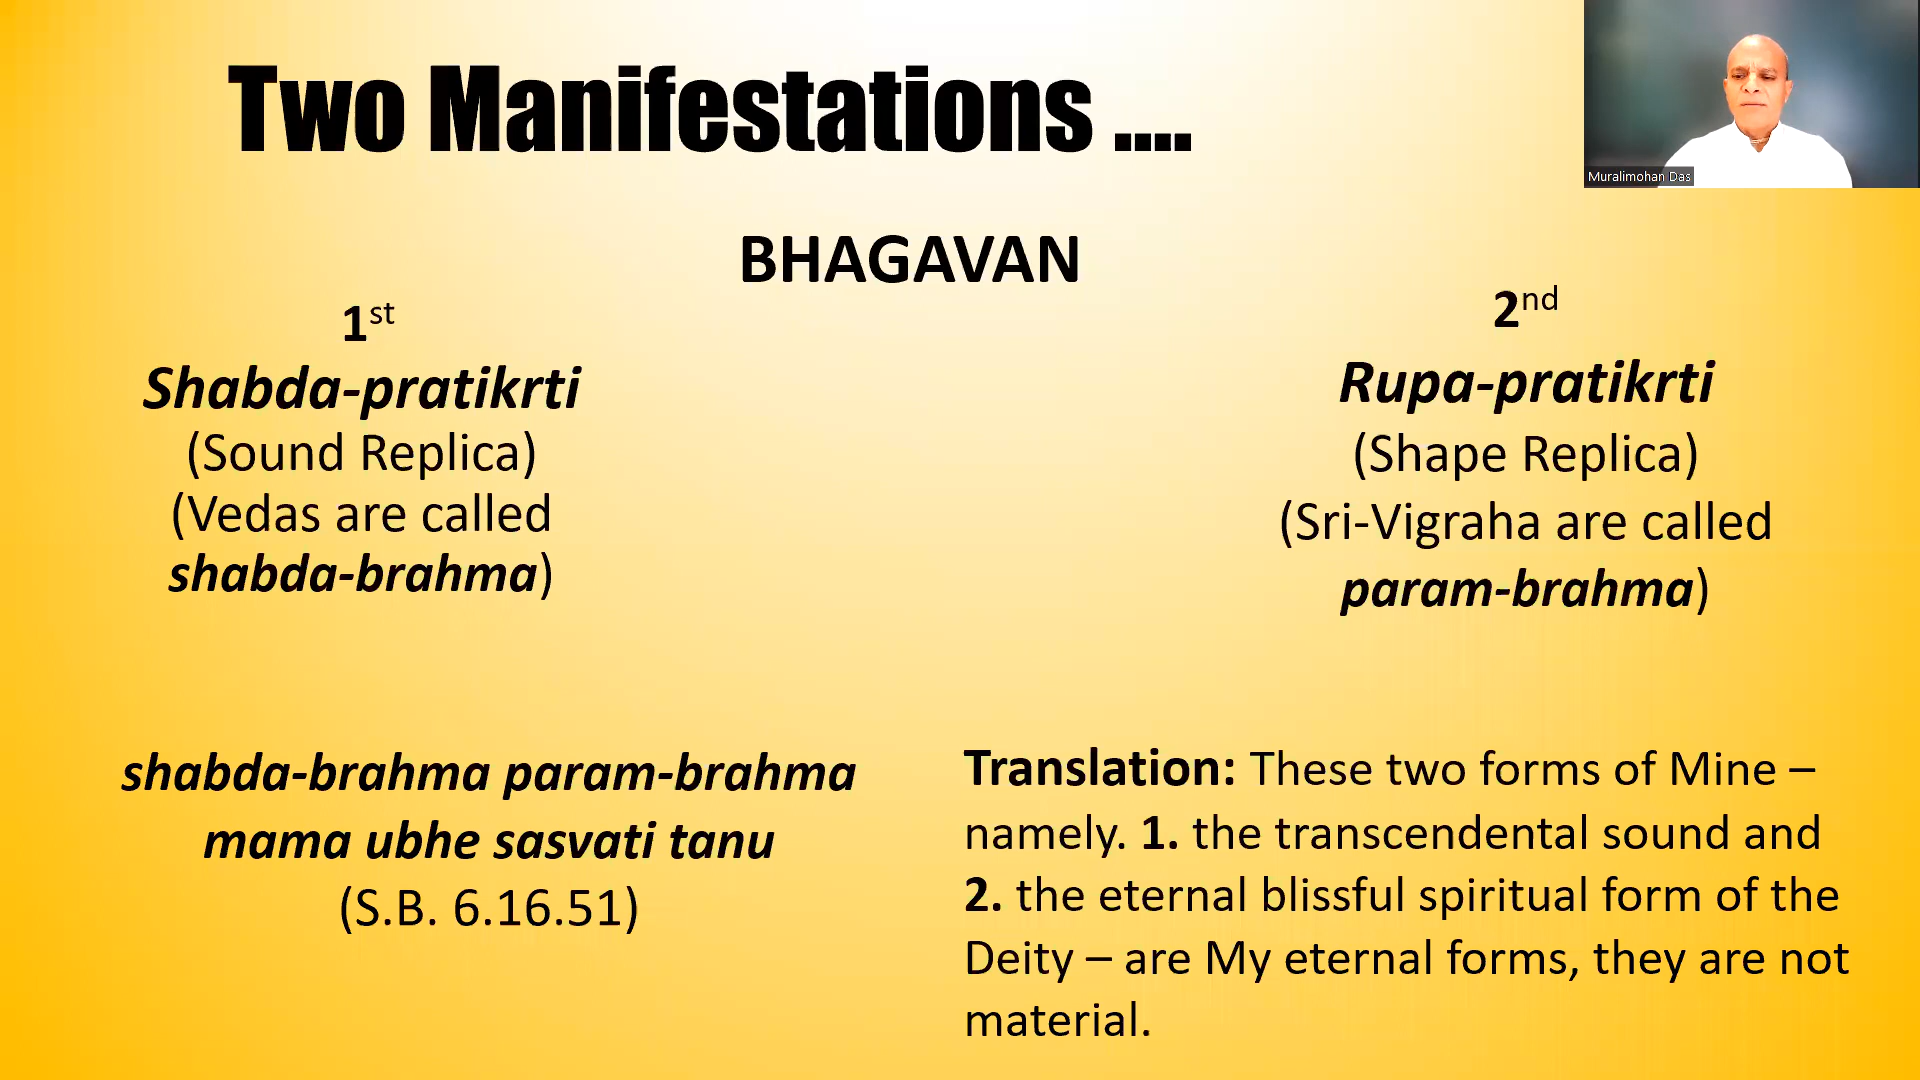 Two Manifestations ....
Muralimohan Das
BHAGAVAN
1st
Shabda-pratikrti
(Sound Replica)
(Vedas are called
shabda-brahma)
2nd
Rupa-pratikrti
(Shape Replica)
(Sri-Vigraha are called
param-brahma)
shabda-brahma param-brahma
mama ubhe sasvati tanu
(S.B. 6.16.51)
Translation: These two forms of Mine –
namely. 1. the transcendental sound and
2. the eternal blissful spiritual form of the
Deity – are My eternal forms, they are not
material.